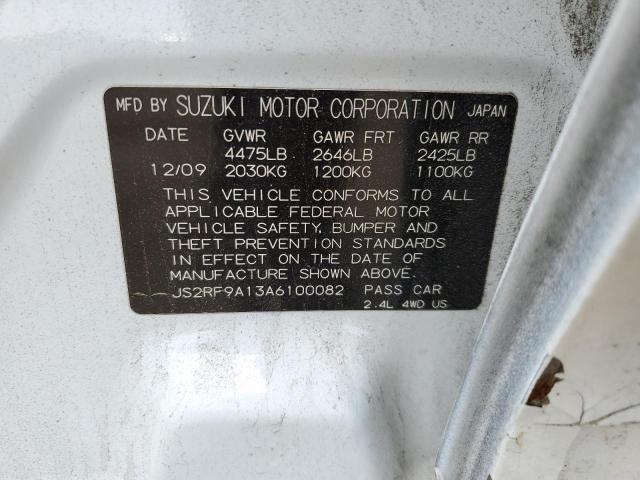 MFD BY SUZUKI MOTOR CORPORATION JAPAN
DATE GVWR GAWR FRT GAWR RR
4475LB 2646LB 2425LB
12/09 2030KG 1200KG 1100KG
THIS VEHICLE CONFORMS TO ALL
APPLICABLE FEDERAL MOTOR
VEHICLE SAFETY, BUMPER AND
THEFT PREVENTION STANDARDS
IN EFFECT ON THE DATE OF
MANUFACTURE SHOWN ABOVE.
JS2RF9A13A6100082 PASS CAR
2.4L 4WD US